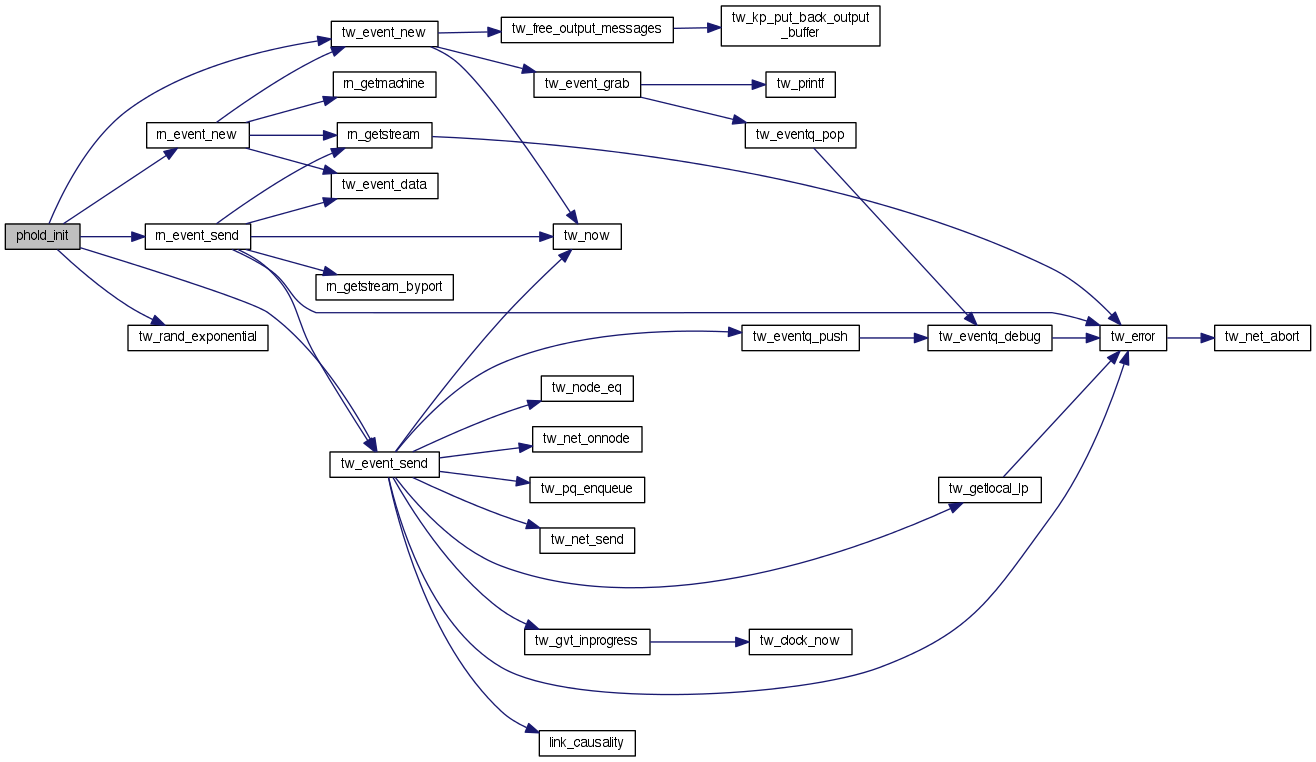 tw_kp_put_back_output
_buffer
tw_event_new
tw_free_output_messages
rn_getmachine
tw_event_grab
tw_printf
rn_event_new
rn_getstream
tw_eventq_pop
tw_event_data
phold_init
rn_event_send
tw_now
rn_getstream_byport
tw_rand_exponential
tw_eventq_push
tw_eventq_debug
tw_error
tw_net_abort
tw_node_eq
tw_net_onnode
tw_event_send
tw_pq_enqueue
tw_getlocal_lp
tw_net_send
tw_gvt_inprogress
tw_clock_now
link_causality